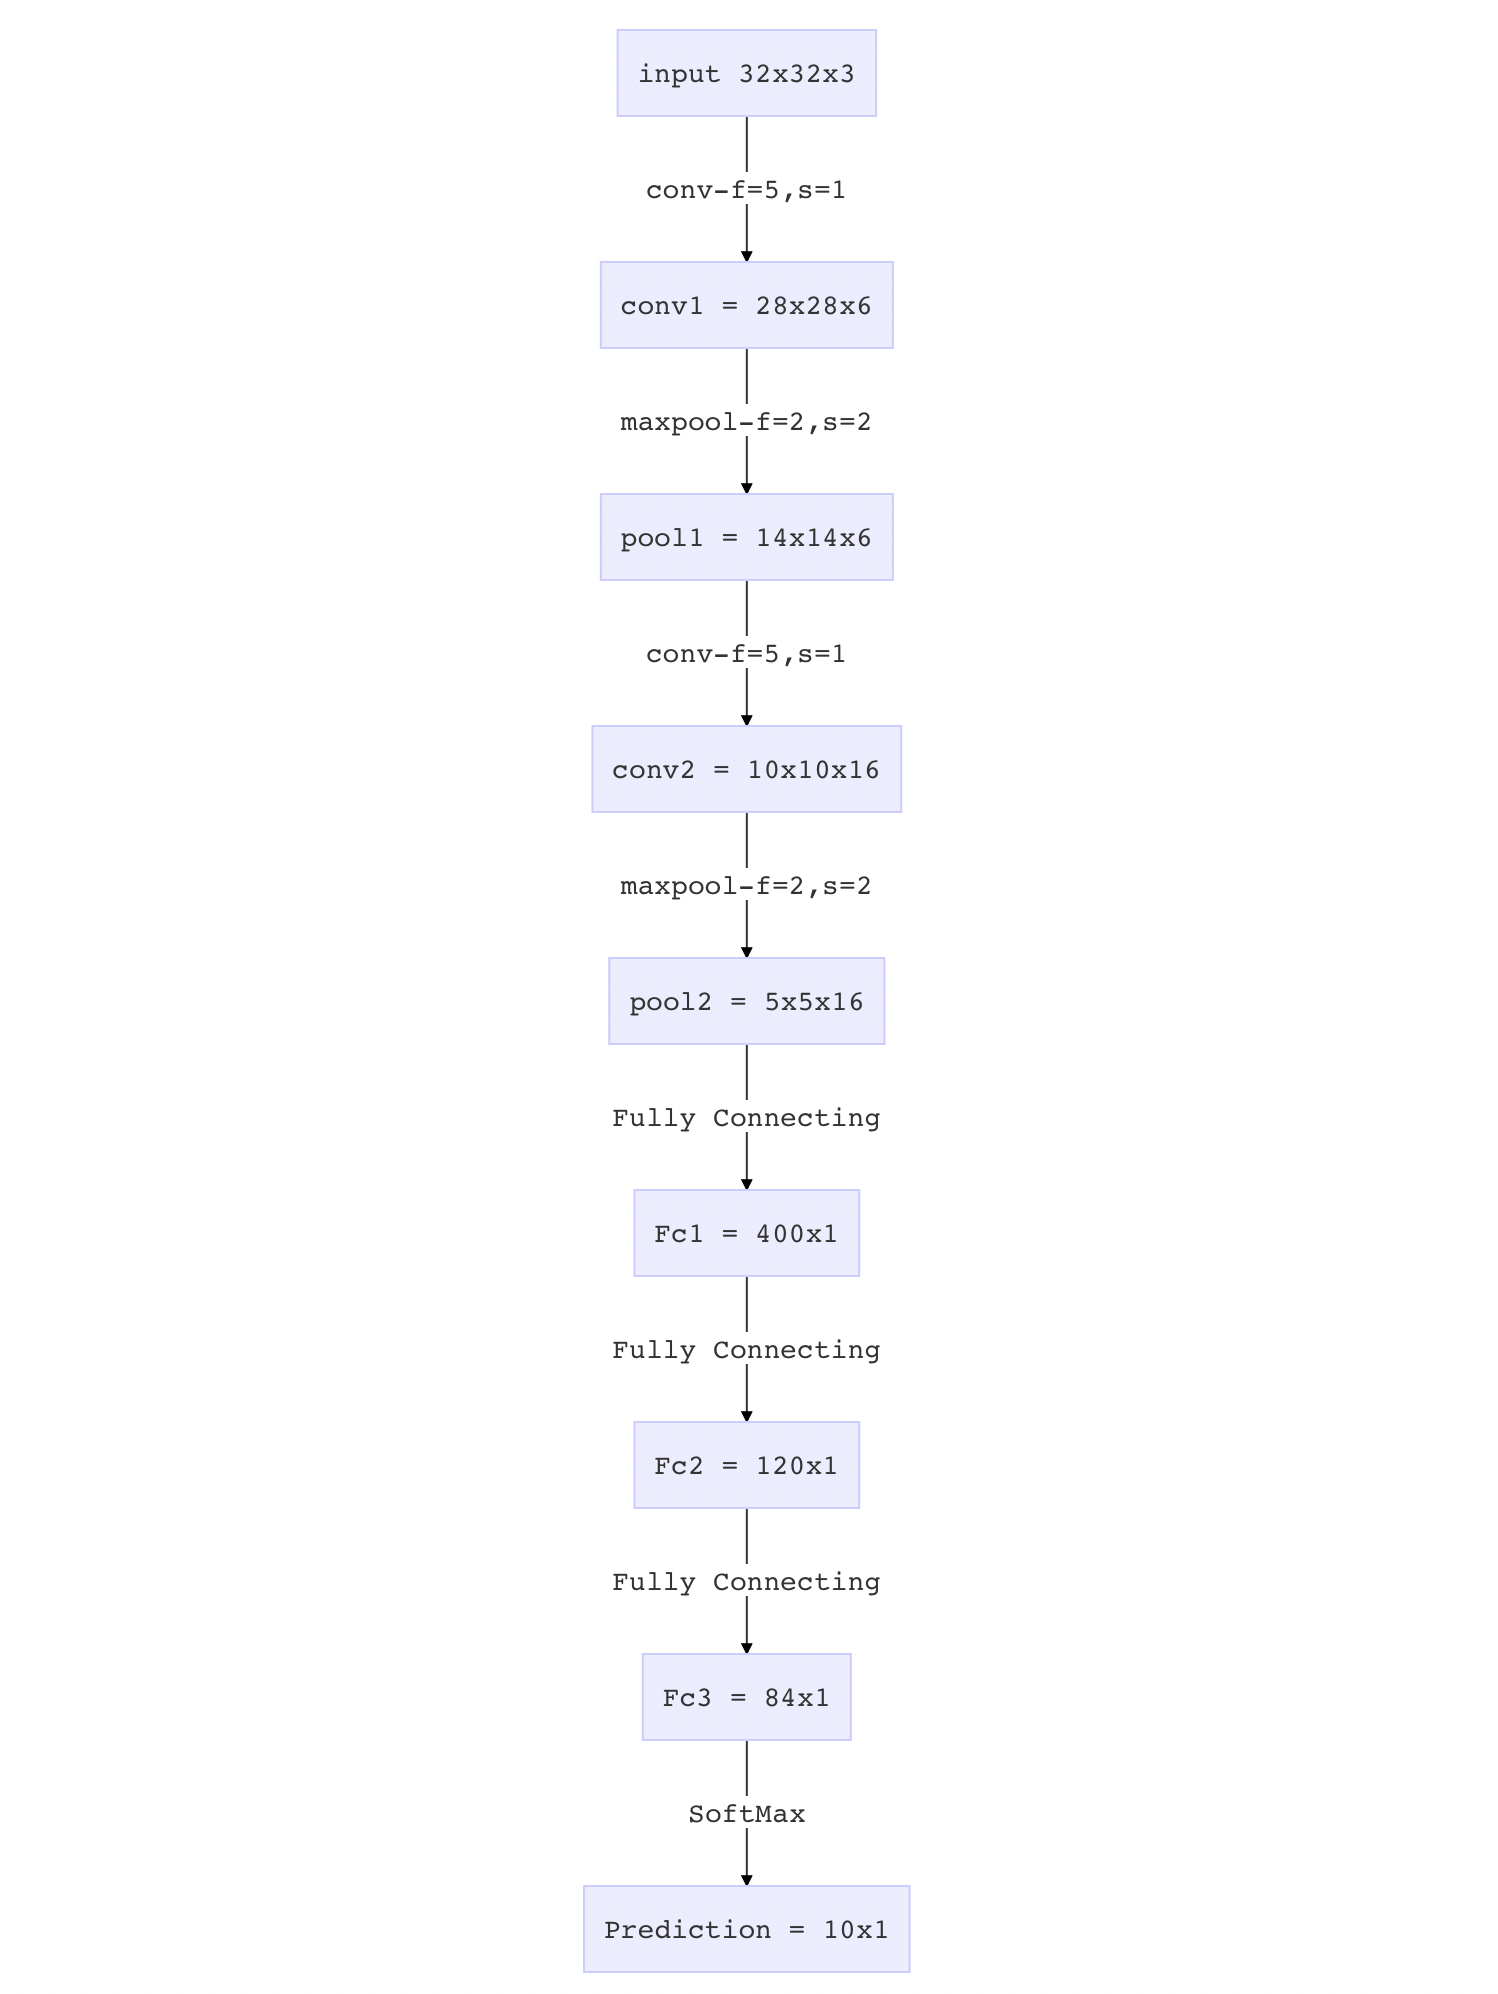 input 32x32x3
conv-f=5,s=1
conv1 = 28x28x6
maxpool-f=2,s=2
pool1 = 14x14x6
conv-f=5,s=1
conv2 = 10x10x16
maxpool-f=2,s=2
pool2 = 5x5x16
Fully Connecting
Fc1 = 400x1
Fully Connecting
Fc2 = 120x1
Fully Connecting
Fc3 = 84x1
SoftMax
Prediction = 10x1